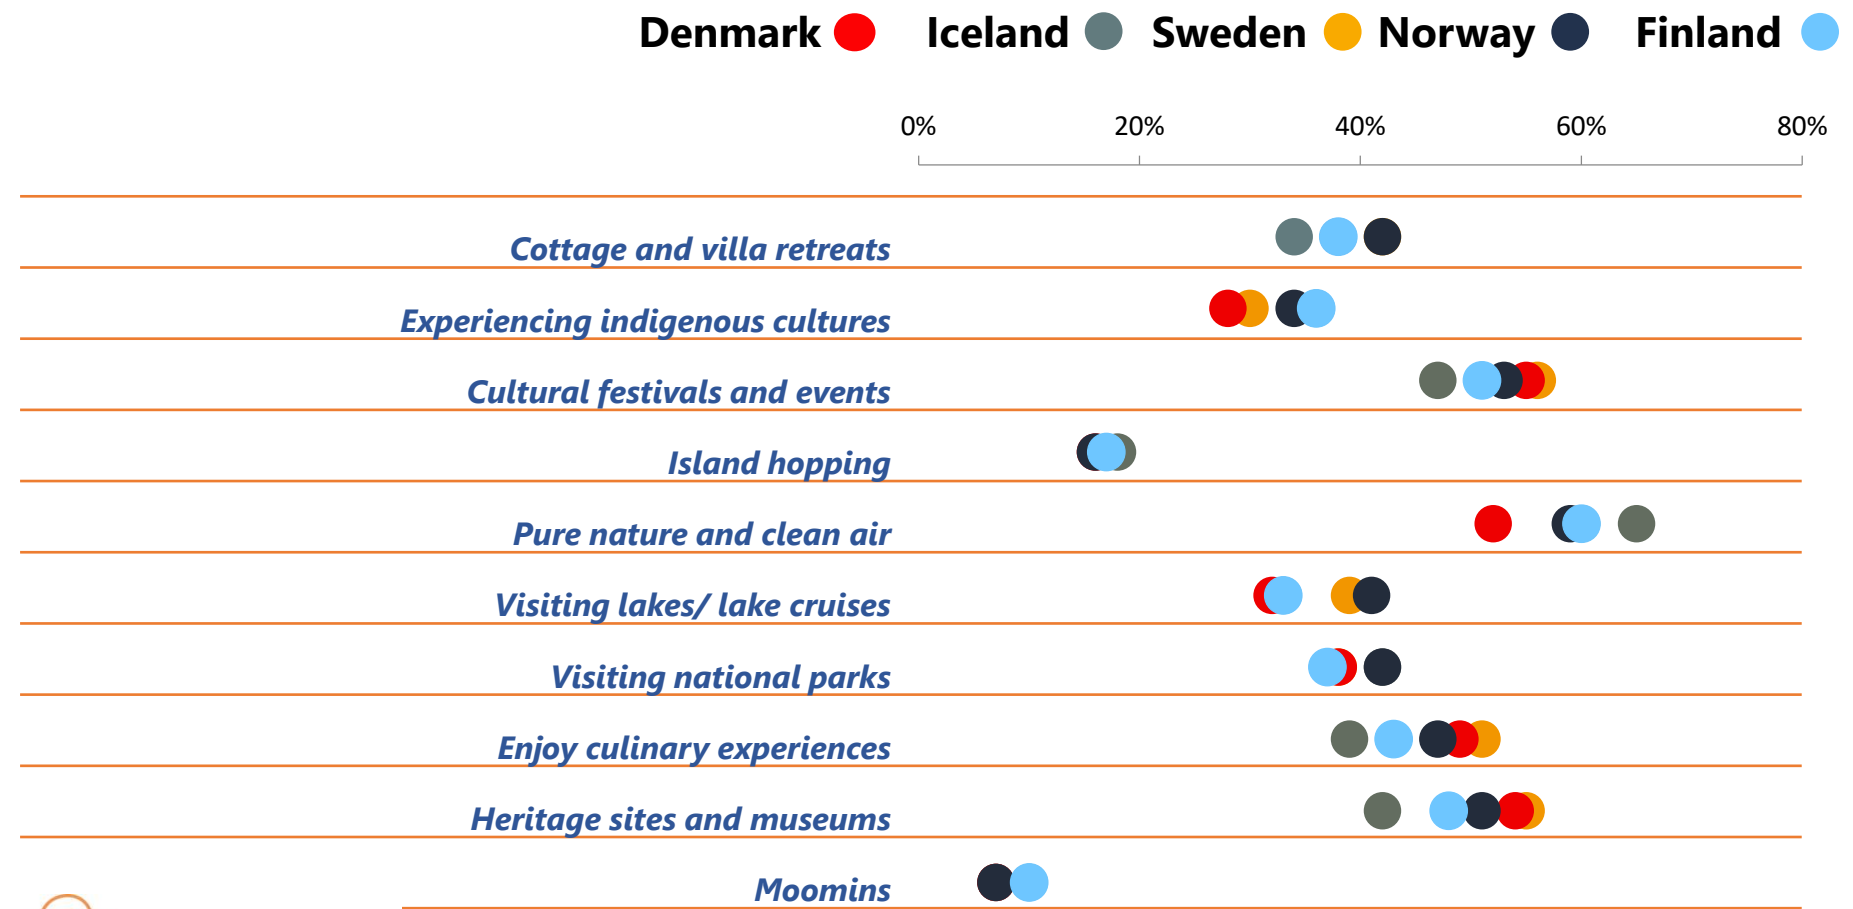 Denmark Iceland Sweden Norway Finland
0% 20% 40% 60% 80%
Cottage and villa retreats
Experiencing indigenous cultures
Cultural festivals and events
Island hopping
Pure nature and clean air
Visiting lakes/ lake cruises
Visiting national parks
Enjoy culinary experiences
Heritage sites and museums
Moomins